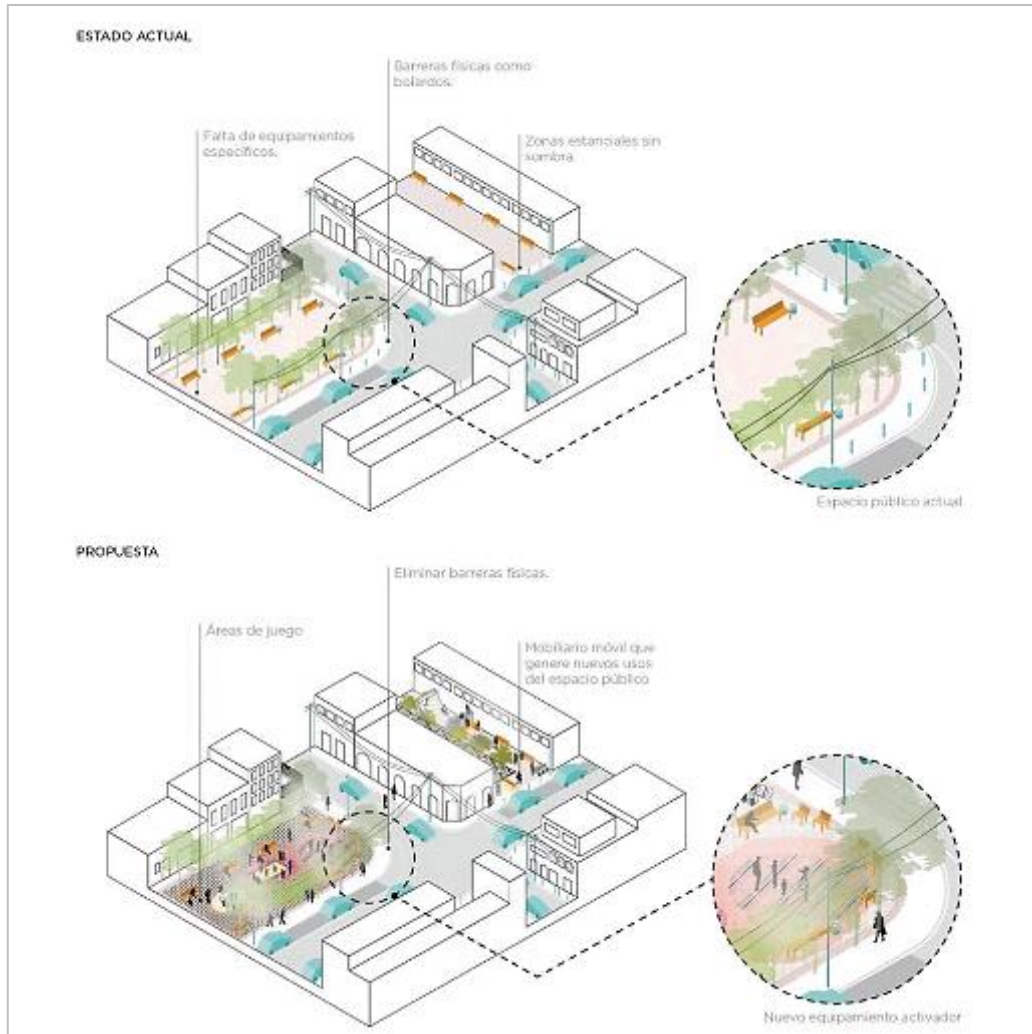 ESTADO ACTUAL
Barreras físicas como
bolardos.
Falta de equipamientos
específicos.
Zonas estanciales sin
sombra.
Espacio público actual
PROPUESTA
Eliminar barreras físicas.
Áreas de juego
Mobiliario móvil que
genere nuevos usos
del espacio público
Nuevo equipamiento activador